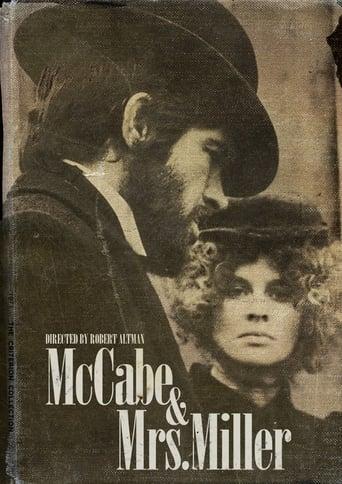 DIRECTED BY ROBERT ALTMAN
McCabe
&
Mrs. Miller
THE CRITERION COLLECTION